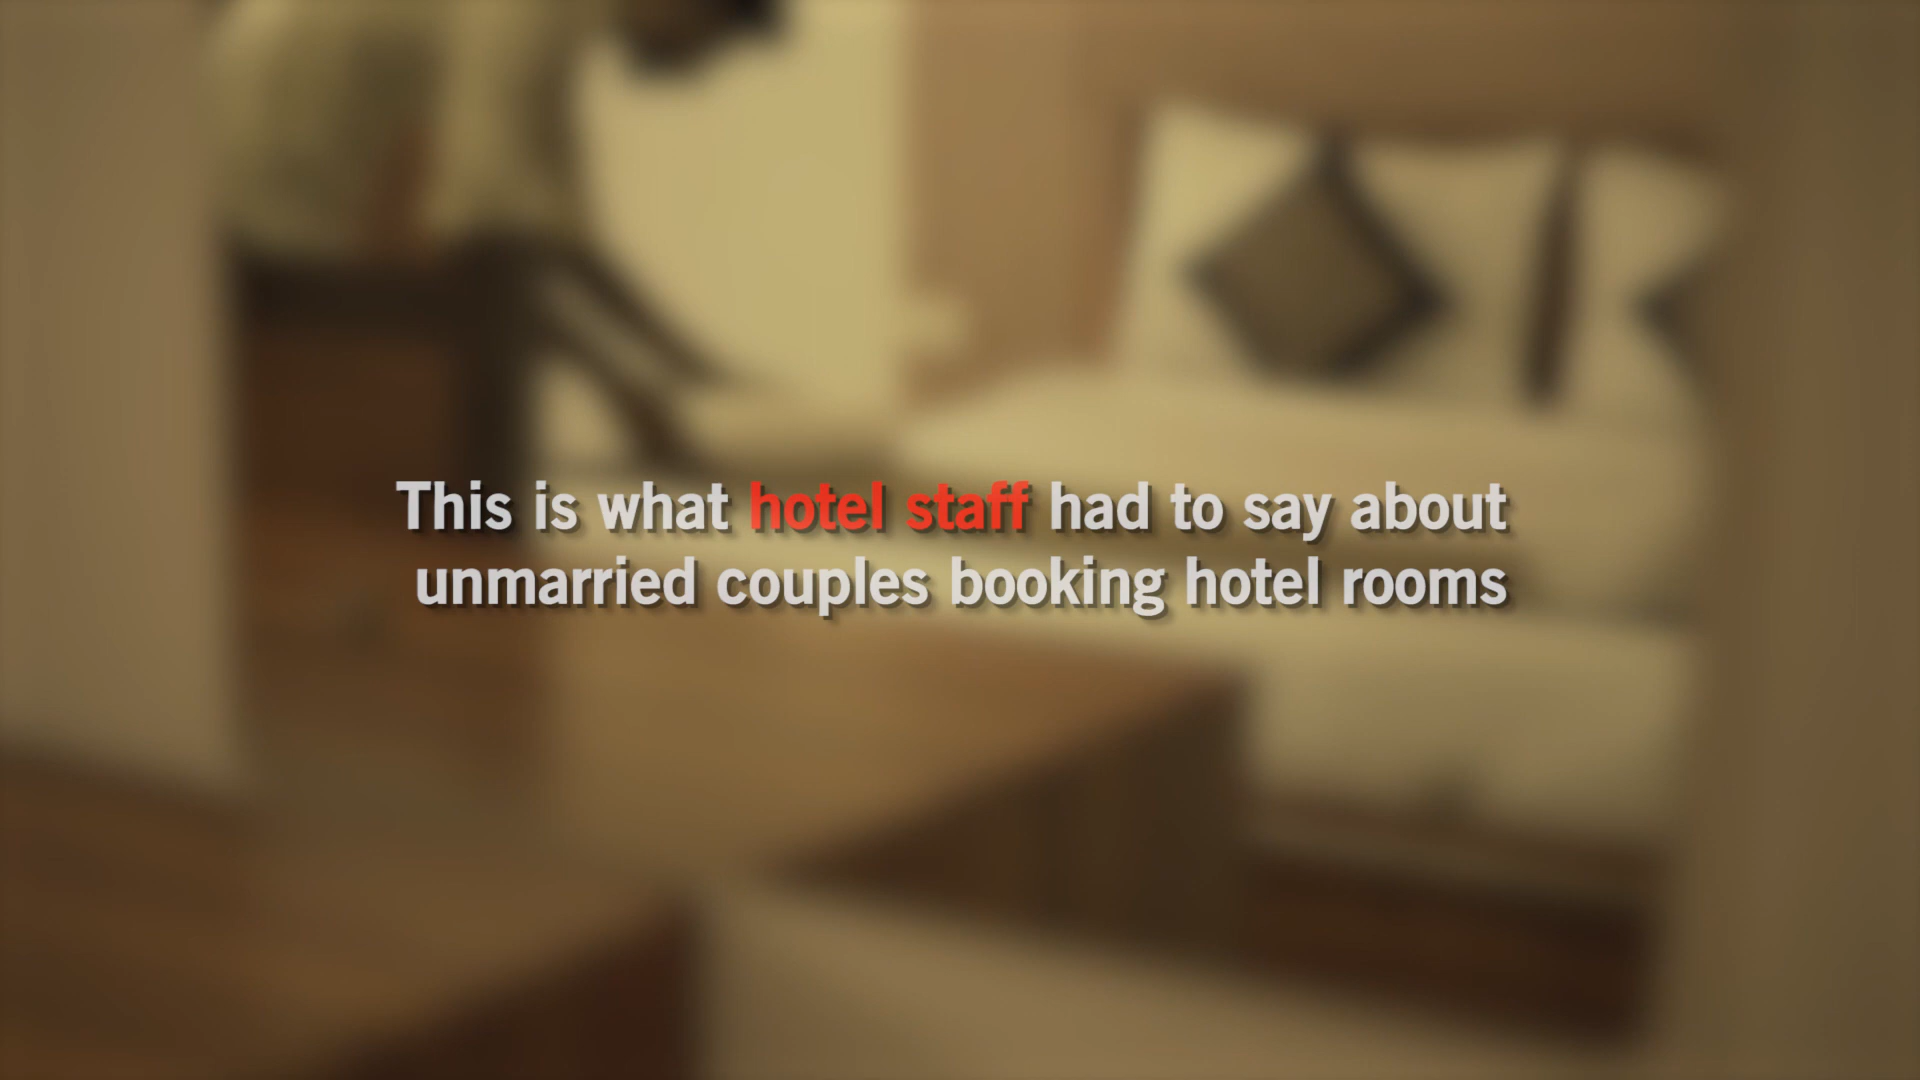 This is what hotel staff had to say about
unmarried couples booking hotel rooms